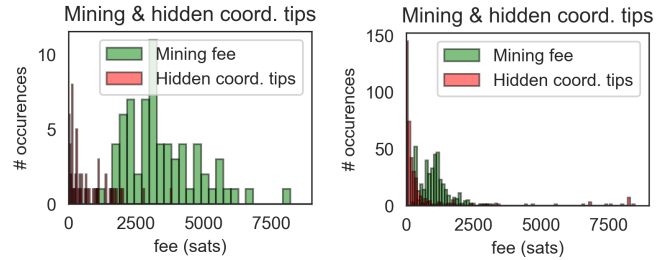 Mining & hidden coord. tips
# occurences
10
5
0
Mining fee
Hidden coord. tips
0 2500 5000 7500
fee (sats)
Mining & hidden coord. tips
# occurences
150
100
50
0
Mining fee
Hidden coord. tips
0 2500 5000 7500
fee (sats)